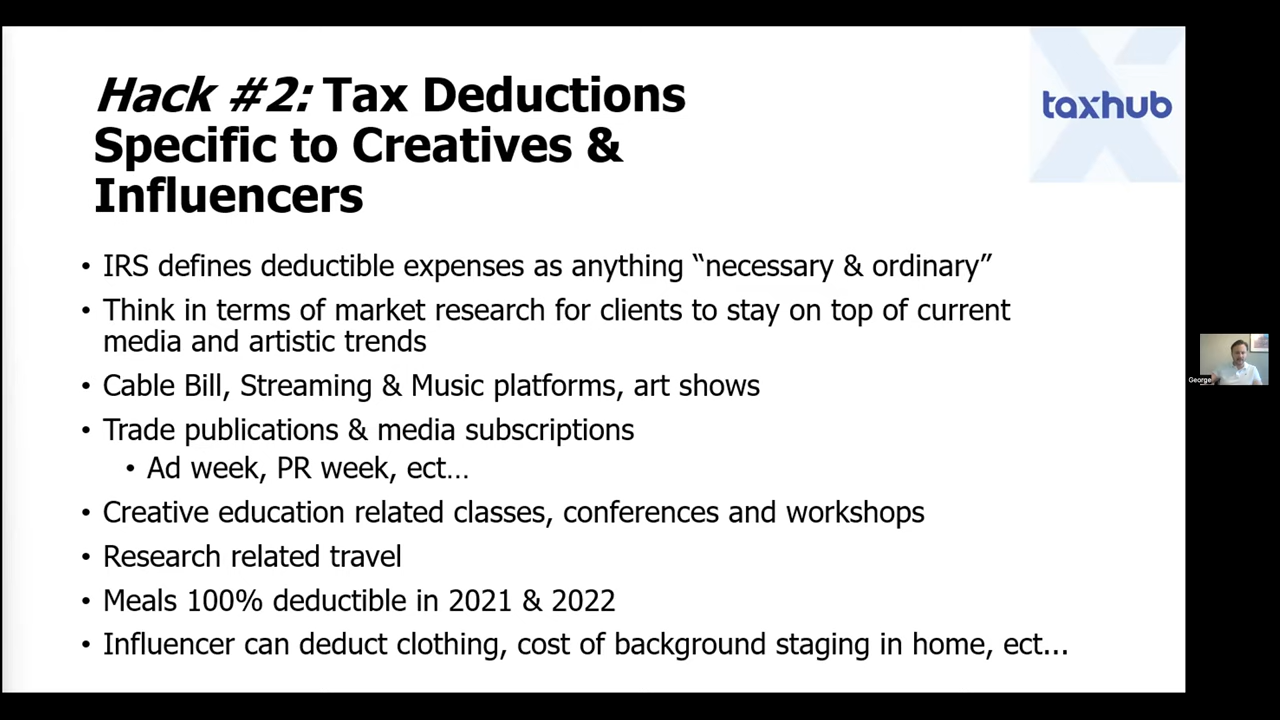 Hack #2: Tax Deductions
Specific to Creatives &
Influencers
taxhub
• IRS defines deductible expenses as anything “necessary & ordinary”
• Think in terms of market research for clients to stay on top of current
media and artistic trends
• Cable Bill, Streaming & Music platforms, art shows
• Trade publications & media subscriptions
• Ad week, PR week, ect…
• Creative education related classes, conferences and workshops
• Research related travel
• Meals 100% deductible in 2021 & 2022
• Influencer can deduct clothing, cost of background staging in home, ect...
George